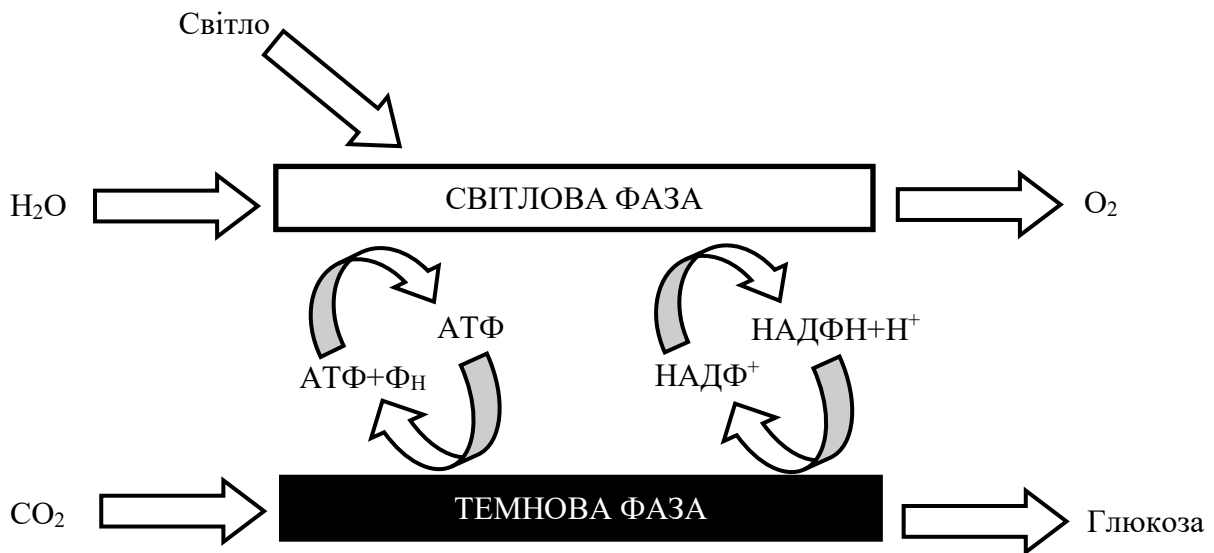 Світло
H₂O
СВІТЛОВА ФАЗА
O₂
АТФ
НАДФН+Н⁺
АТФ+Фн
НАДФ⁺
CO₂
ТЕМНОВА ФАЗА
Глюкоза